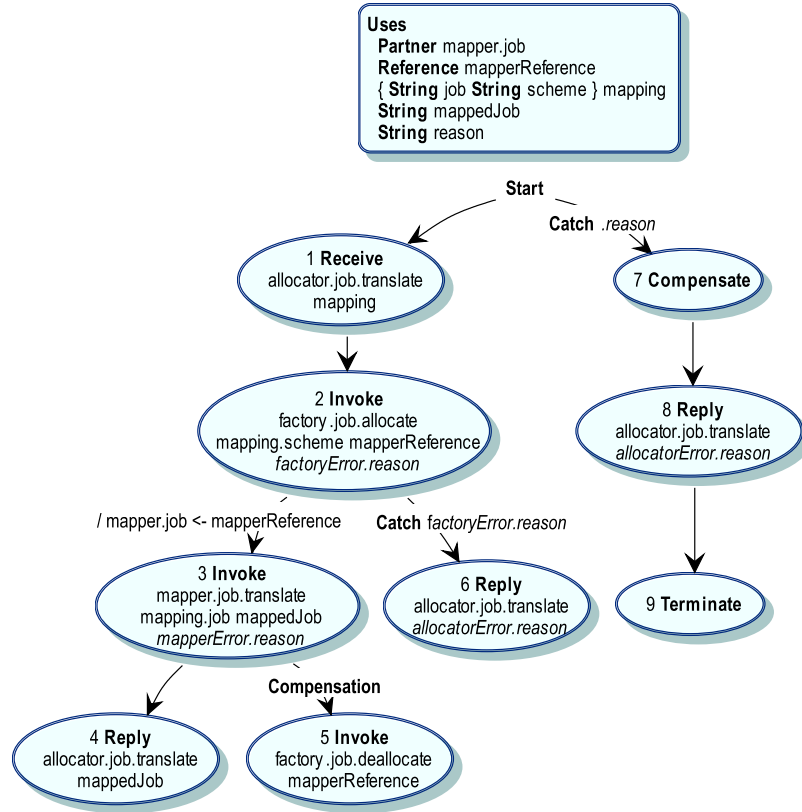 Uses
Partner mapper.job
Reference mapperReference
{ String job String scheme } mapping
String mappedJob
String reason
Start
Catch .reason
1 Receive
allocator.job.translate
mapping
7 Compensate
2 Invoke
factory.job.allocate
mapping.scheme mapperReference
factoryError.reason
8 Reply
allocator.job.translate
allocatorError.reason
/ mapper.job <- mapperReference
Catch factoryError.reason
3 Invoke
mapper.job.translate
mapping.job mappedJob
mapperError.reason
6 Reply
allocator.job.translate
allocatorError.reason
9 Terminate
Compensation
4 Reply
allocator.job.translate
mappedJob
5 Invoke
factory.job.deallocate
mapperReference